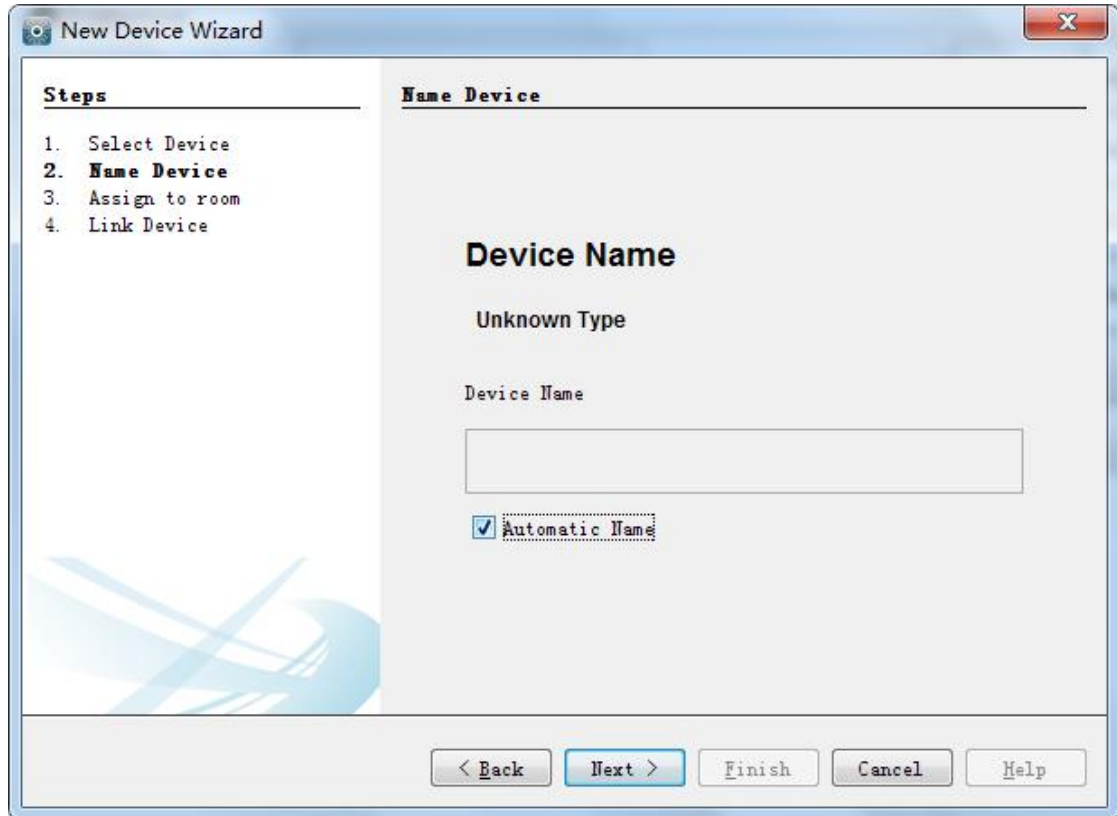 New Device Wizard
Steps
1. Select Device
2. Name Device
3. Assign to room
4. Link Device
Name Device
Device Name
Unknown Type
Device Name
Automatic Name
< Back
Next >
Finish
Cancel
Help